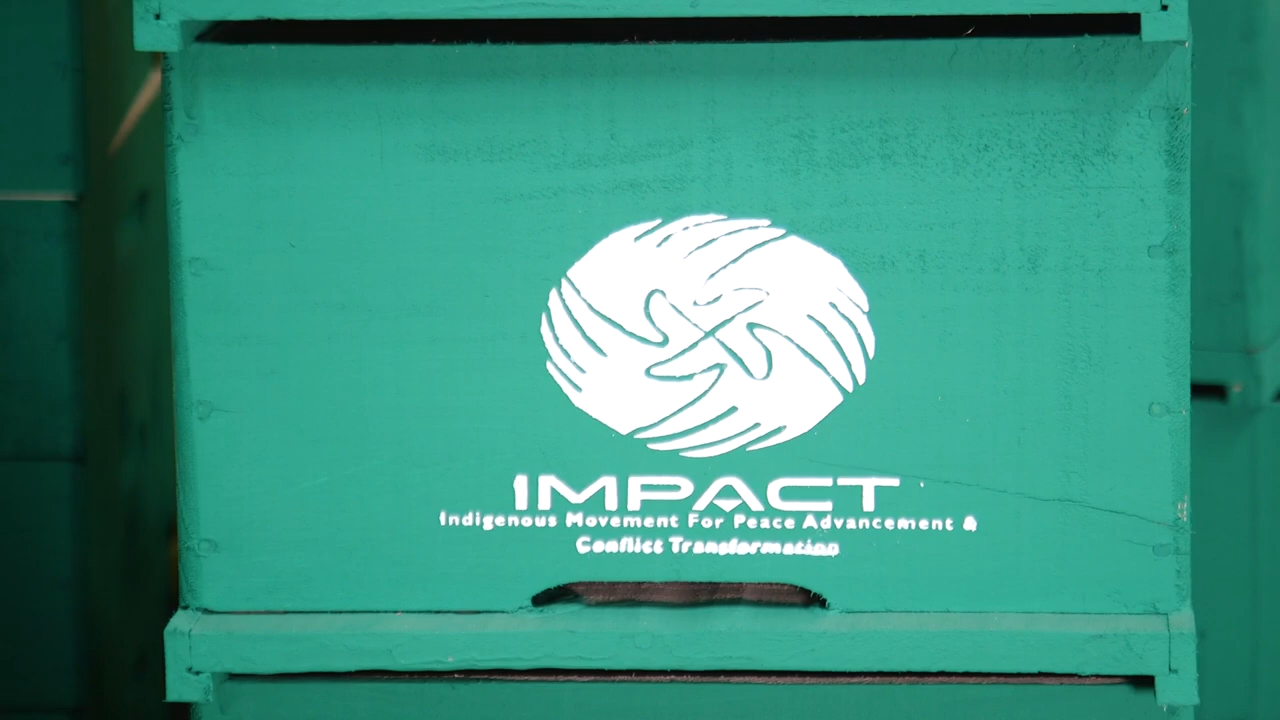 IMPACT
Indigenous Movement For Peace Advancement &
Conflict Transformation